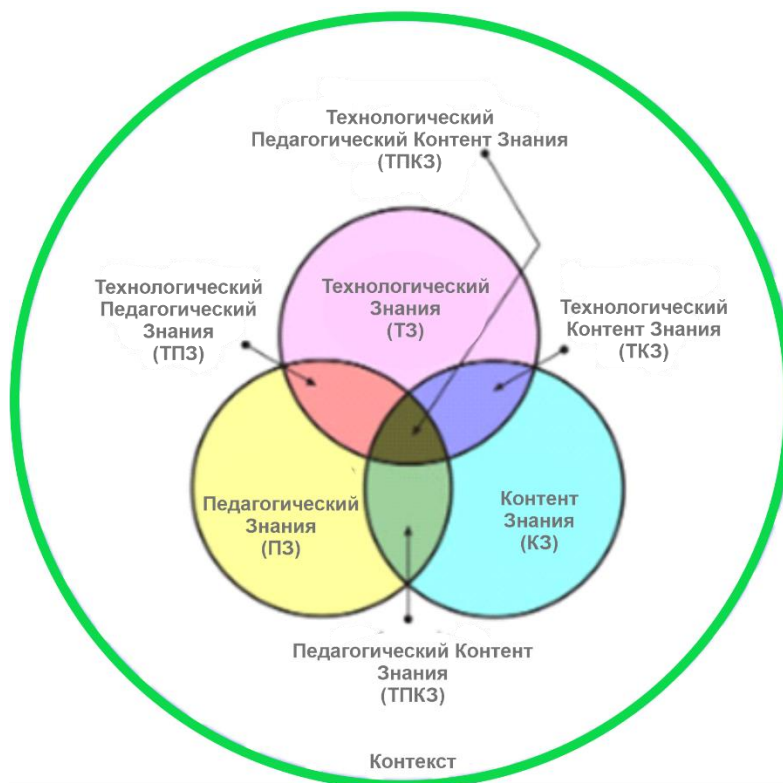 Технологический
Педагогический Контент Знания
(ТПКЗ)
Технологический
Педагогический
Знания
(ТПЗ)
Технологический
Знания
(ТЗ)
Технологический
Контент Знания
(ТКЗ)
Педагогический
Знания
(ПЗ)
Контент
Знания
(КЗ)
Педагогический Контент
Знания
(ТПКЗ)
Контекст